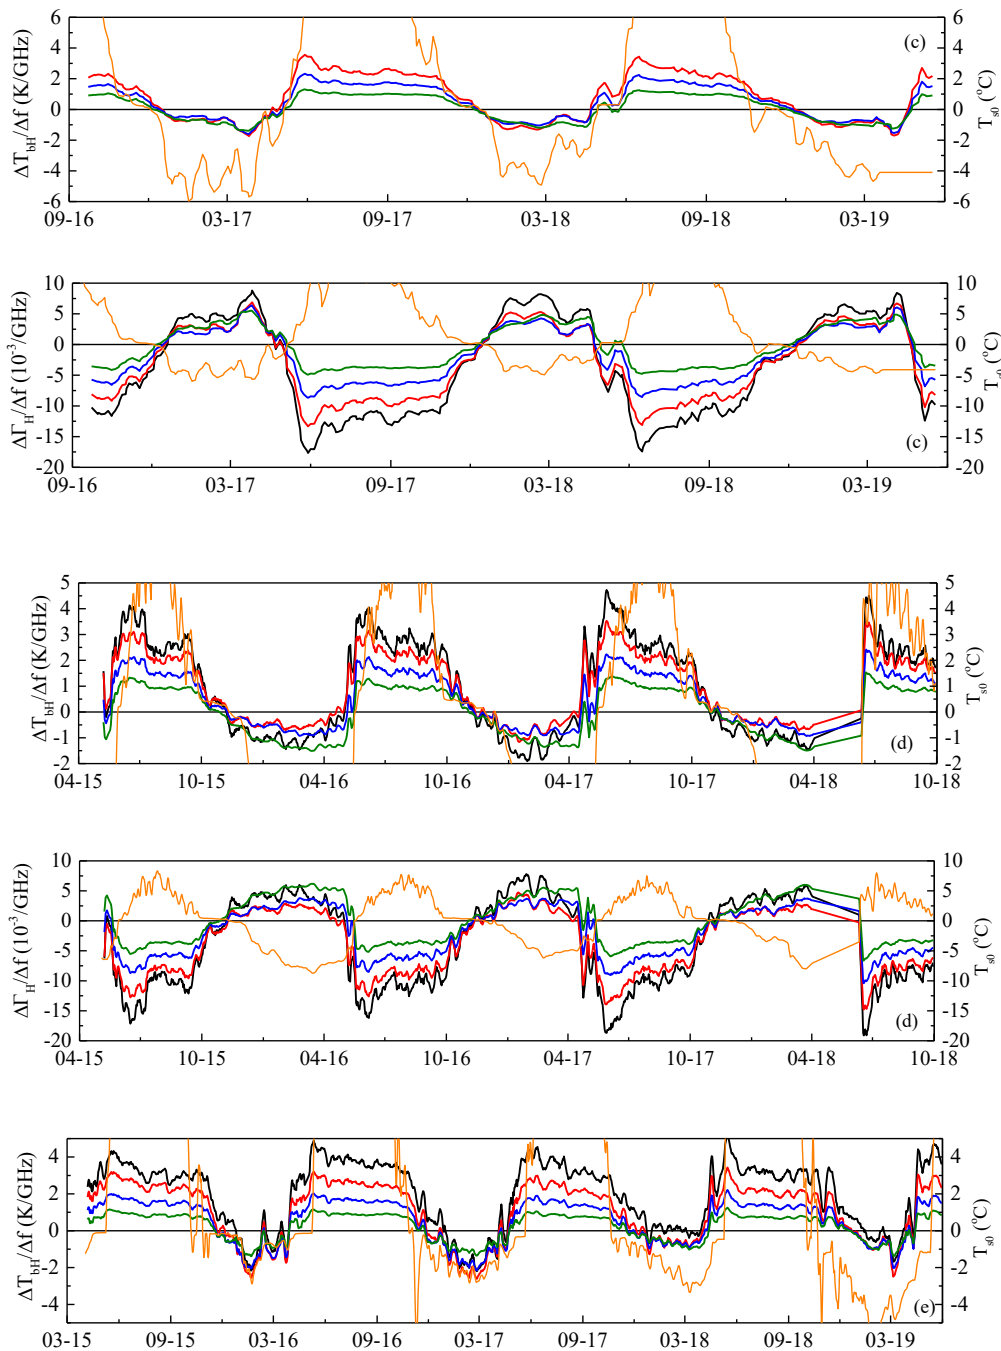 6 6
(c)
4 4
2 2
0 0
-2 -2
-4 -4
-6 -6
ΔT_bH/Δf (K/GHz)
T_s0 (°C)
09-16 03-17 09-17 03-18 09-18 03-19
10 10
5 5
0 0
-5 -5
-10 -10
-15 -15
(c)
-20 -20
ΔΓ_H/Δf (10⁻³/GHz)
T_s0 (°C)
09-16 03-17 09-17 03-18 09-18 03-19
5 5
4 4
3 3
2 2
1 1
0 0
-1 -1
(d)
-2 -2
ΔT_bH/Δf (K/GHz)
T_s0 (°C)
04-15 10-15 04-16 10-16 04-17 10-17 04-18 10-18
10 10
5 5
0 0
-5 -5
-10 -10
-15 -15
(d)
-20 -20
ΔΓ_H/Δf (10⁻³/GHz)
T_s0 (°C)
04-15 10-15 04-16 10-16 04-17 10-17 04-18 10-18
4 4
2 2
0 0
-2 -2
-4 -4
(e)
ΔT_bH/Δf (K/GHz)
T_s0 (°C)
03-15 09-15 03-16 09-16 03-17 09-17 03-18 09-18 03-19